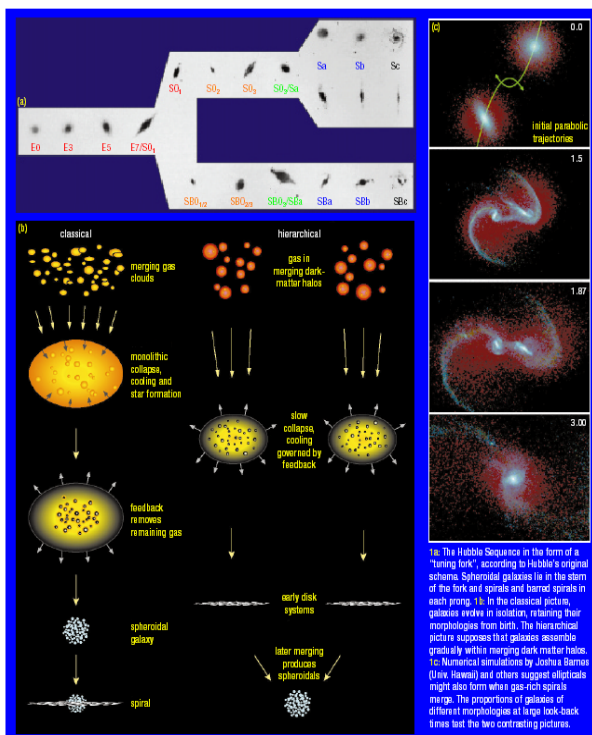 (a)
E0 E3 E5 E7/S0₁
S0₁ S0₂ S0₃ S0₃/Sa
Sa Sb Sc
SB0₁/₂ SB0₂/₃ SB0₃/SBa SBa SBb SBc
(b)
classical
merging gas
clouds
monolithic
collapse,
cooling and
star formation
feedback
removes
remaining gas
spheroidal
galaxy
spiral
hierarchical
gas in
merging dark-
matter halos
slow
collapse,
cooling
governed by
feedback
early disk
systems
later merging
produces
spheroidals
(c)
0.0
initial parabolic
trajectories
1.5
1.87
3.00
1a: The Hubble Sequence in the form of a
"tuning fork", according to Hubble's original
scheme. Spheroidal galaxies lie in the stem
of the fork and spirals and barred spirals in
each prong. 1b: In the classical picture,
galaxies evolve in isolation, retaining their
morphologies from birth. The hierarchical
picture supposes that galaxies assemble
gradually within merging dark matter halos.
1c: Numerical simulations by Joshua Barnes
(Univ. Hawaii) and others suggest ellipticals
might also form when gas-rich spirals
merge. The proportions of galaxies of
different morphologies at large look-back
times test the two contrasting pictures.